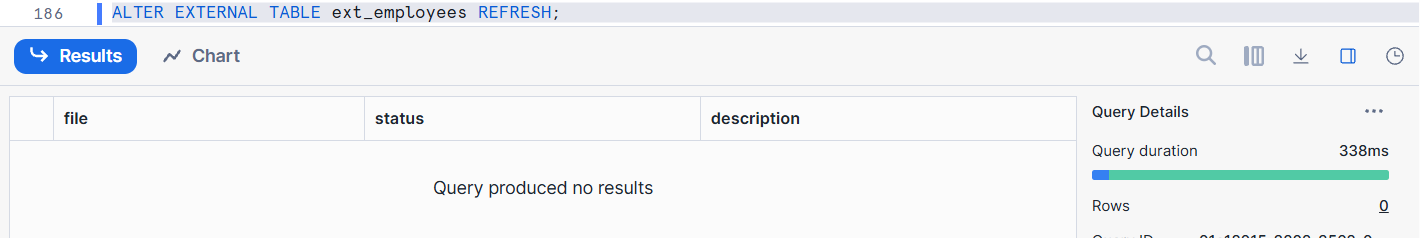 186 ALTER EXTERNAL TABLE ext_employees REFRESH;
Results Chart
file status description
Query produced no results
Query Details
Query duration 338ms
Rows 0